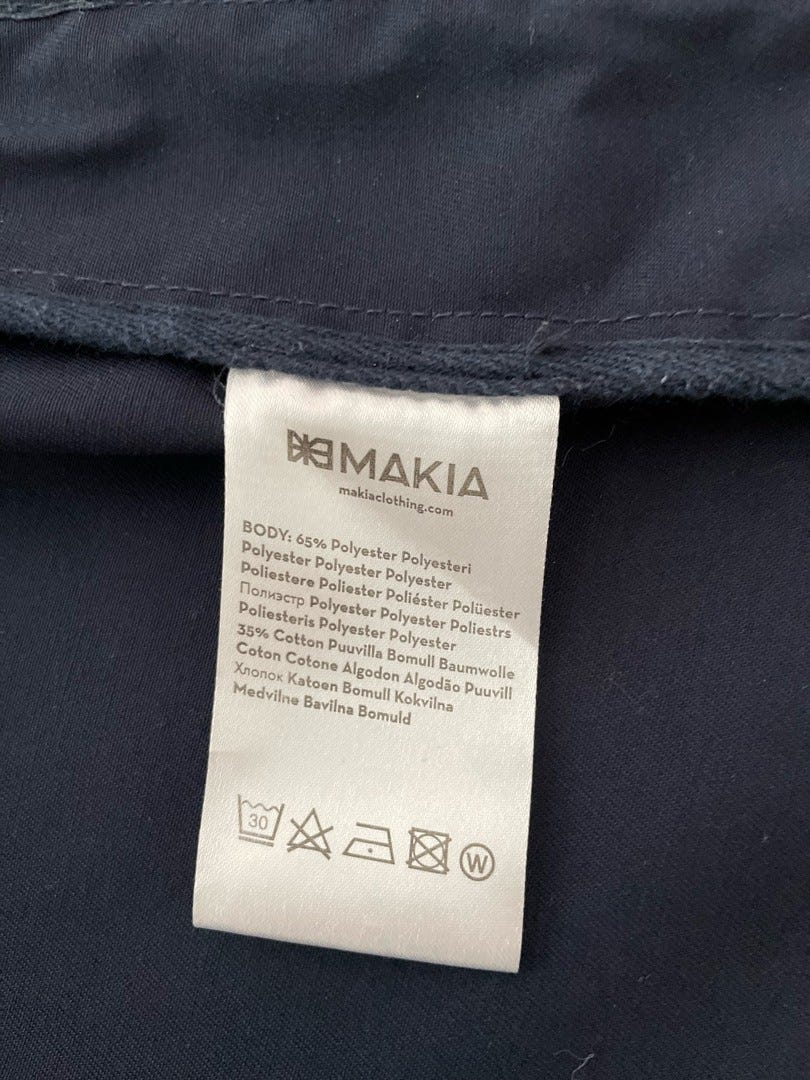 MAKIA
makiaclothing.com
BODY: 65% Polyester Polyesteri
Polyester Polyester Polyester
Poliestere Poliester Poliéster Polüester
Полиэстр Polyester Polyester Poliestrs
Poliesteris Polyester Polyester
35% Cotton Puuvilla Bomull Baumwolle
Coton Cotone Algodon Algodão Puuvill
Хлопок Katoen Bomull Kokvilna
Medvilne Bavilna Bomuld
30
W